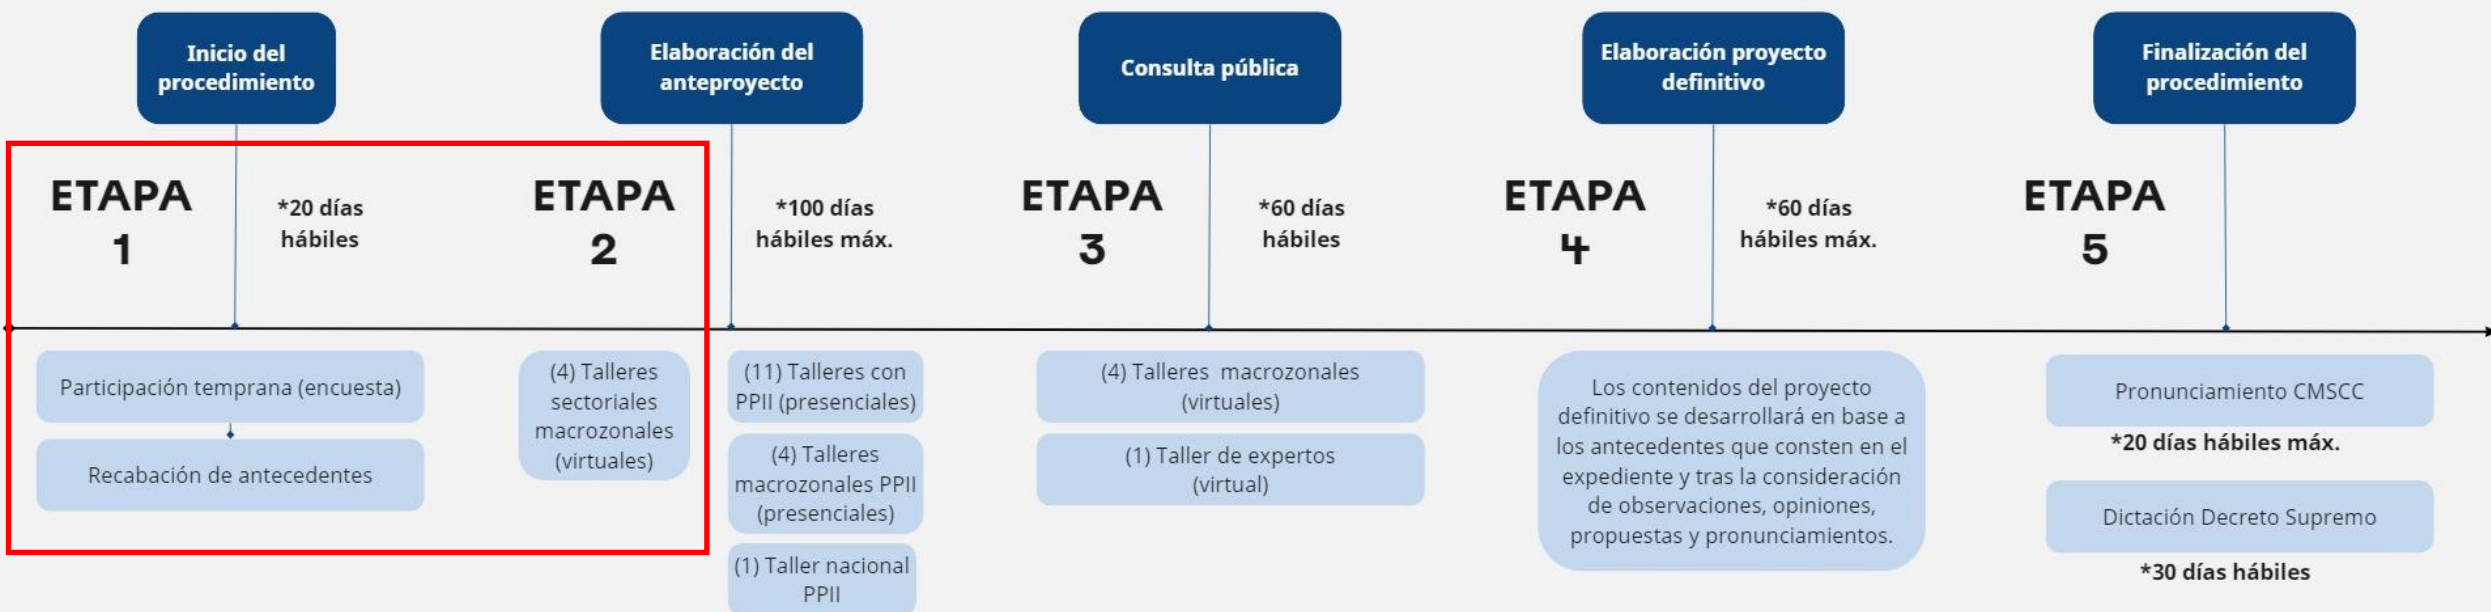 Inicio del
procedimiento
Elaboración del
anteproyecto
Consulta pública
Elaboración proyecto
definitivo
Finalización del
procedimiento
ETAPA
1
*20 días
hábiles
ETAPA
2
*100 días
hábiles máx.
ETAPA
3
*60 días
hábiles
ETAPA
4
*60 días
hábiles máx.
ETAPA
5
Participación temprana (encuesta)
Recabación de antecedentes
(4) Talleres
sectoriales
macrozonales
(virtuales)
(11) Talleres con
PPII (presenciales)
(4) Talleres
macrozonales PPII
(presenciales)
(1) Taller nacional
PPII
(4) Talleres macrozonales
(virtuales)
(1) Taller de expertos
(virtual)
Los contenidos del proyecto
definitivo se desarrollará en base a
los antecedentes que consten en el
expediente y tras la consideración
de observaciones, opiniones,
propuestas y pronunciamientos.
Pronunciamiento CMSCC
*20 días hábiles máx.
Dictación Decreto Supremo
*30 días hábiles